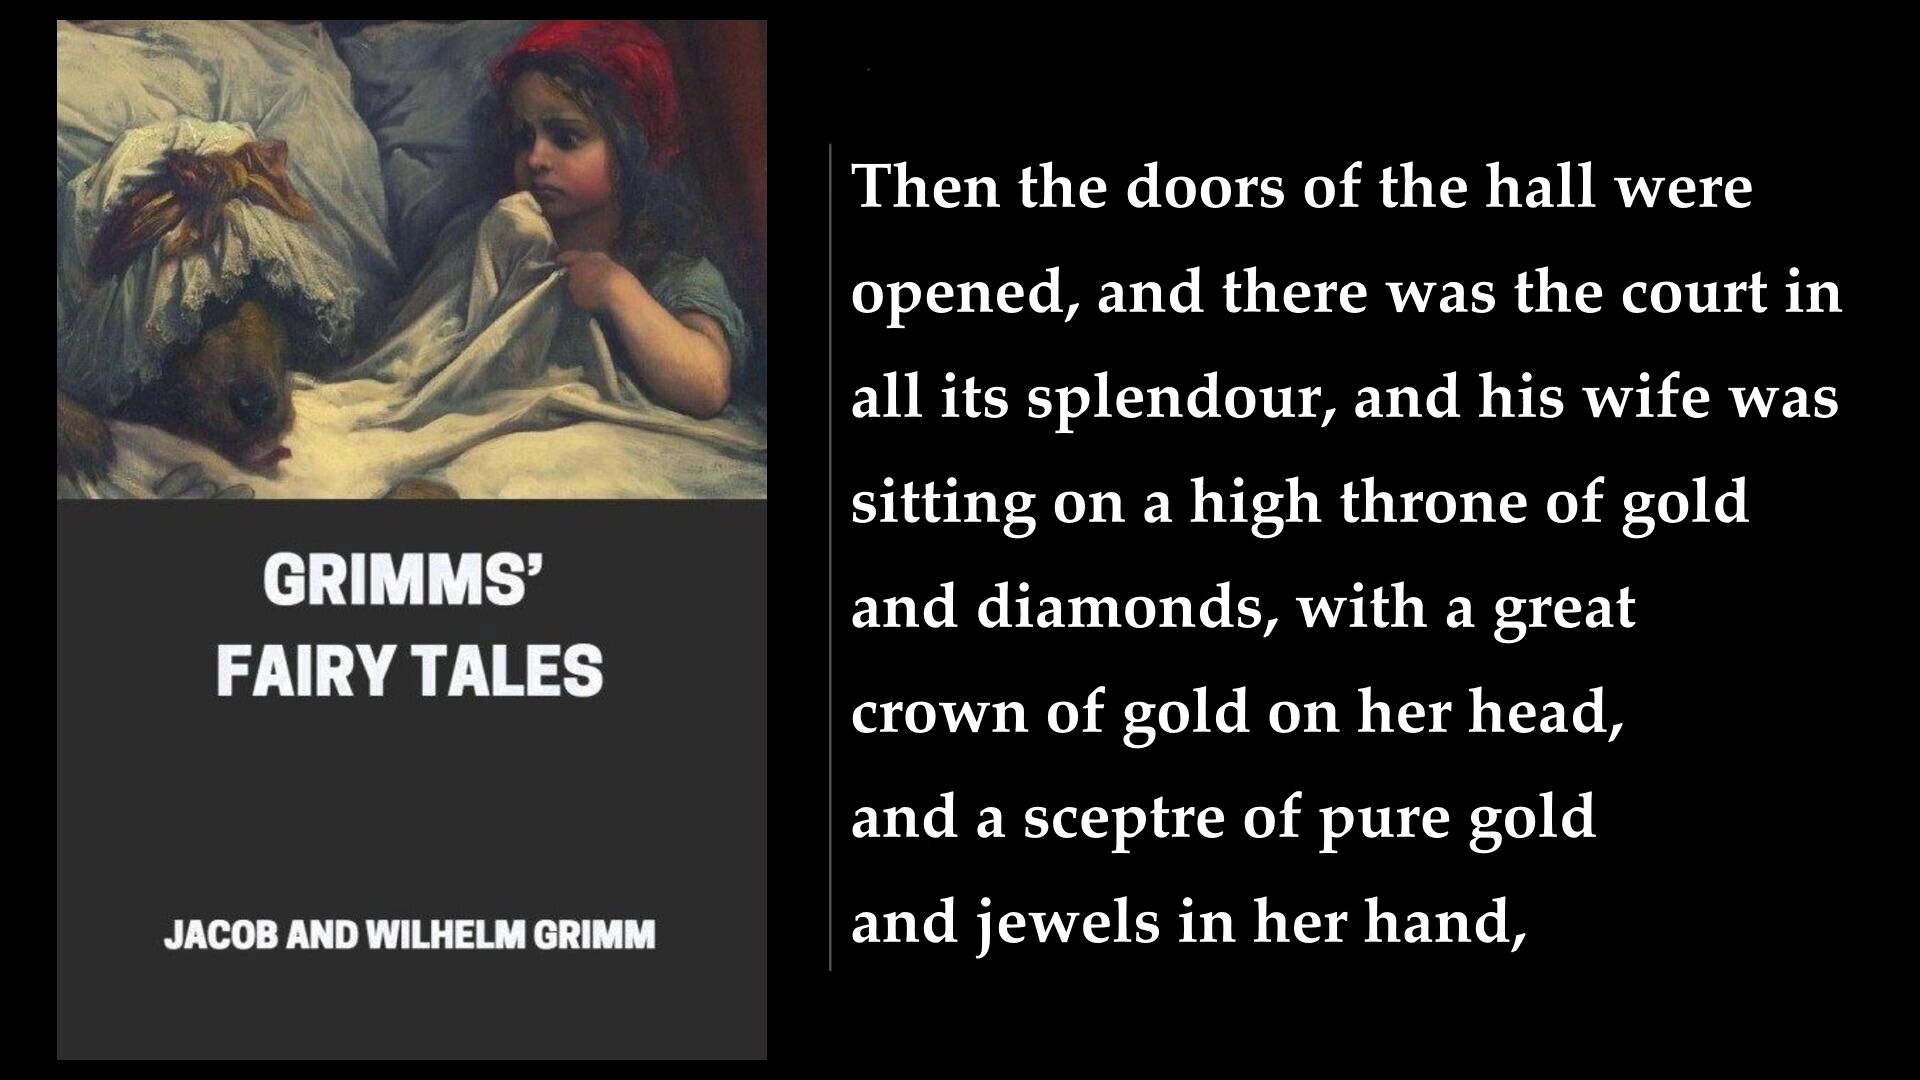 GRIMMS’
FAIRY TALES
JACOB AND WILHELM GRIMM
Then the doors of the hall were
opened, and there was the court in
all its splendour, and his wife was
sitting on a high throne of gold
and diamonds, with a great
crown of gold on her head,
and a sceptre of pure gold
and jewels in her hand,